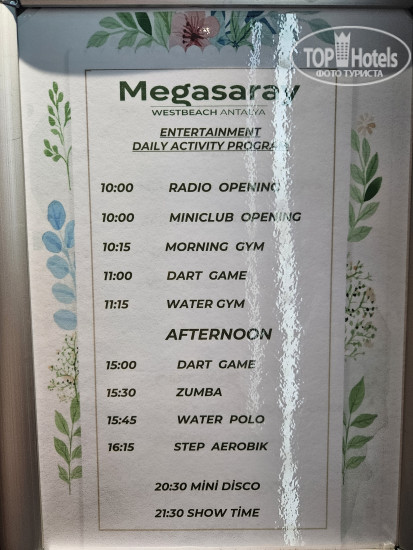 TOP Hotels
ФОТО ТУРИСТА
Megasaray
WESTBEACH ANTALYA
ENTERTAINMENT
DAILY ACTIVITY PROGRAM
10:00 RADIO OPENING
10:00 MINICLUB OPENING
10:15 MORNING GYM
11:00 DART GAME
11:15 WATER GYM
AFTERNOON
15:00 DART GAME
15:30 ZUMBA
15:45 WATER POLO
16:15 STEP AEROBIK
20:30 MİNİ DİSCO
21:30 SHOW TİME